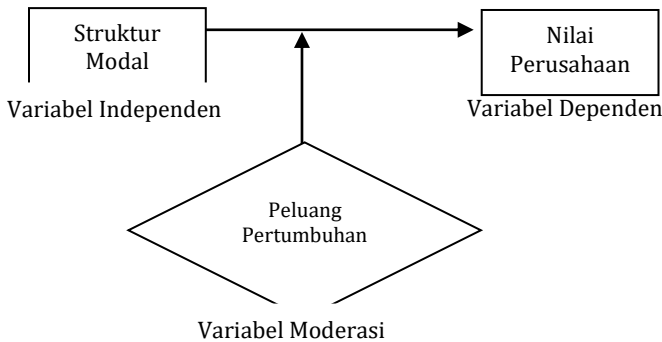 Struktur
Modal
Variabel Independen
Nilai
Perusahaan
Variabel Dependen
Peluang
Pertumbuhan
Variabel Moderasi